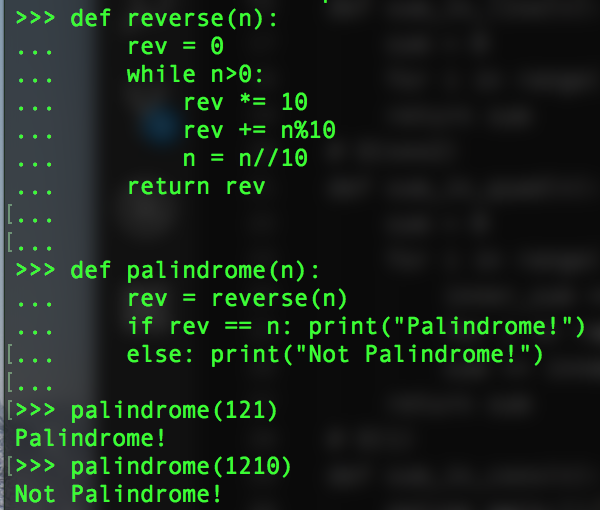 >>> def reverse(n):
...     rev = 0
...     while n>0:
...         rev *= 10
...         rev += n%10
...         n = n//10
...     return rev
[...
[...
>>> def palindrome(n):
...     rev = reverse(n)
...     if rev == n: print("Palindrome!")
[...     else: print("Not Palindrome!")
[...
[>>> palindrome(121)
Palindrome!
[>>> palindrome(1210)
Not Palindrome!